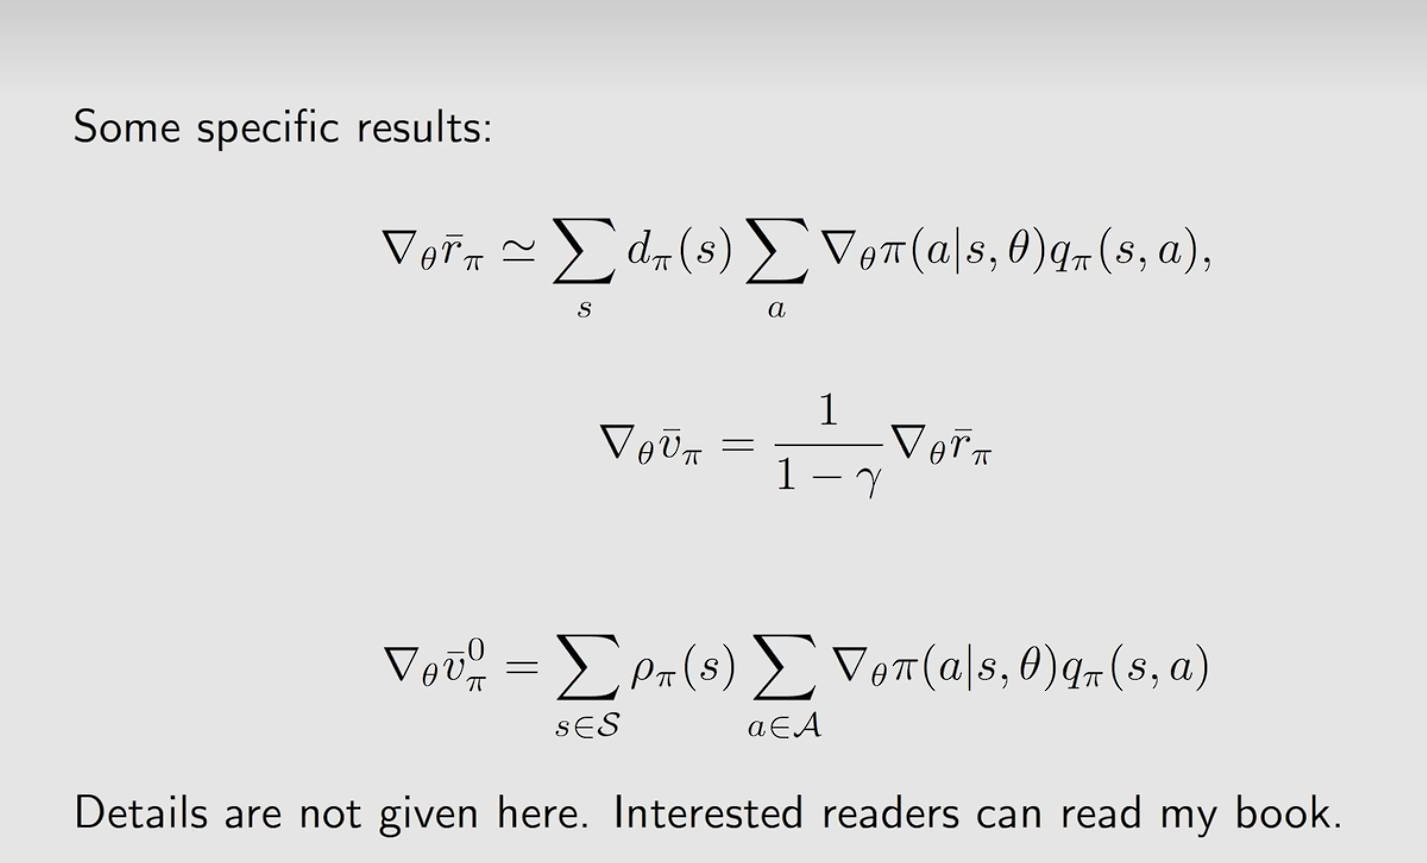 Some specific results:
$\nabla_\theta \bar{r}_\pi \simeq \sum_s d_\pi(s) \sum_a \nabla_\theta \pi(a|s, \theta) q_\pi(s, a),$
$\nabla_\theta \bar{v}_\pi = \frac{1}{1 - \gamma} \nabla_\theta \bar{r}_\pi$
$\nabla_\theta \bar{v}_\pi^0 = \sum_{s \in \mathcal{S}} \rho_\pi(s) \sum_{a \in \mathcal{A}} \nabla_\theta \pi(a|s, \theta) q_\pi(s, a)$
Details are not given here. Interested readers can read my book.